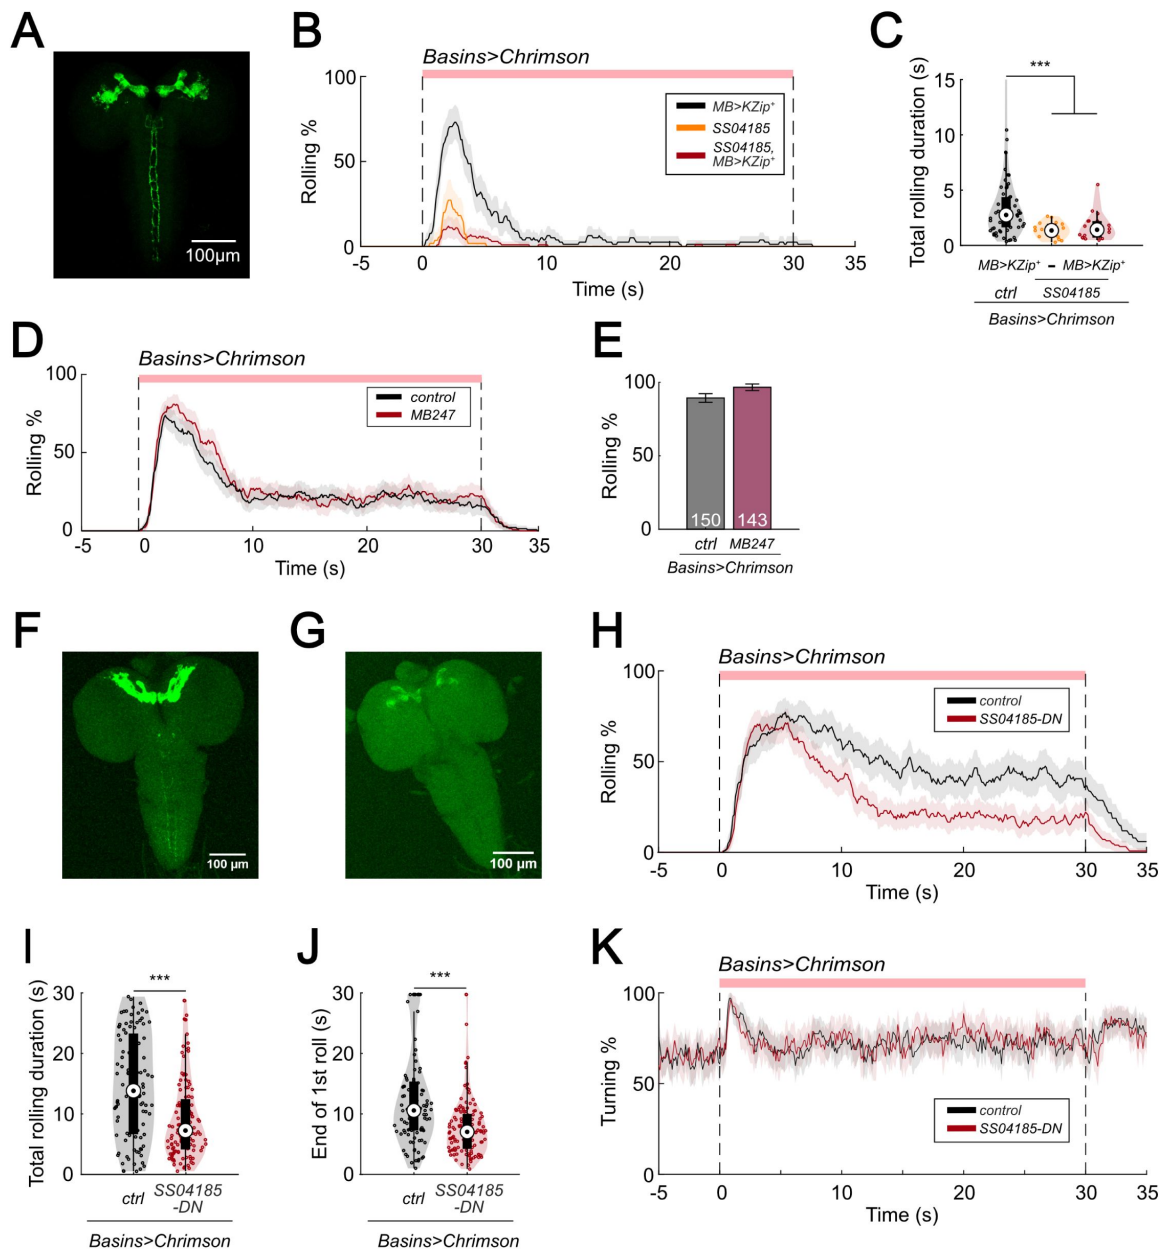 A
100µm
B
Basins>Chrimson
100
50
0
Rolling %
MB>KZip+
SS04185
SS04185,
MB>KZip+
-5 0 10 20 30 35
Time (s)
C
***
Total rolling duration (s)
15
10
5
0
MB>KZip+ – MB>KZip+
ctrl SS04185
Basins>Chrimson
D
Basins>Chrimson
100
50
0
Rolling %
control
MB247
-5 0 10 20 30 35
Time (s)
E
100
50
0
Rolling %
150 143
ctrl MB247
Basins>Chrimson
F
100 µm
G
100 µm
H
Basins>Chrimson
100
50
0
Rolling %
control
SS04185-DN
-5 0 10 20 30 35
Time (s)
I
***
Total rolling duration (s)
30
20
10
0
ctrl SS04185
-DN
Basins>Chrimson
J
***
End of 1st roll (s)
30
20
10
0
ctrl SS04185
-DN
Basins>Chrimson
K
Basins>Chrimson
100
50
0
Turning %
control
SS04185-DN
-5 0 10 20 30 35
Time (s)